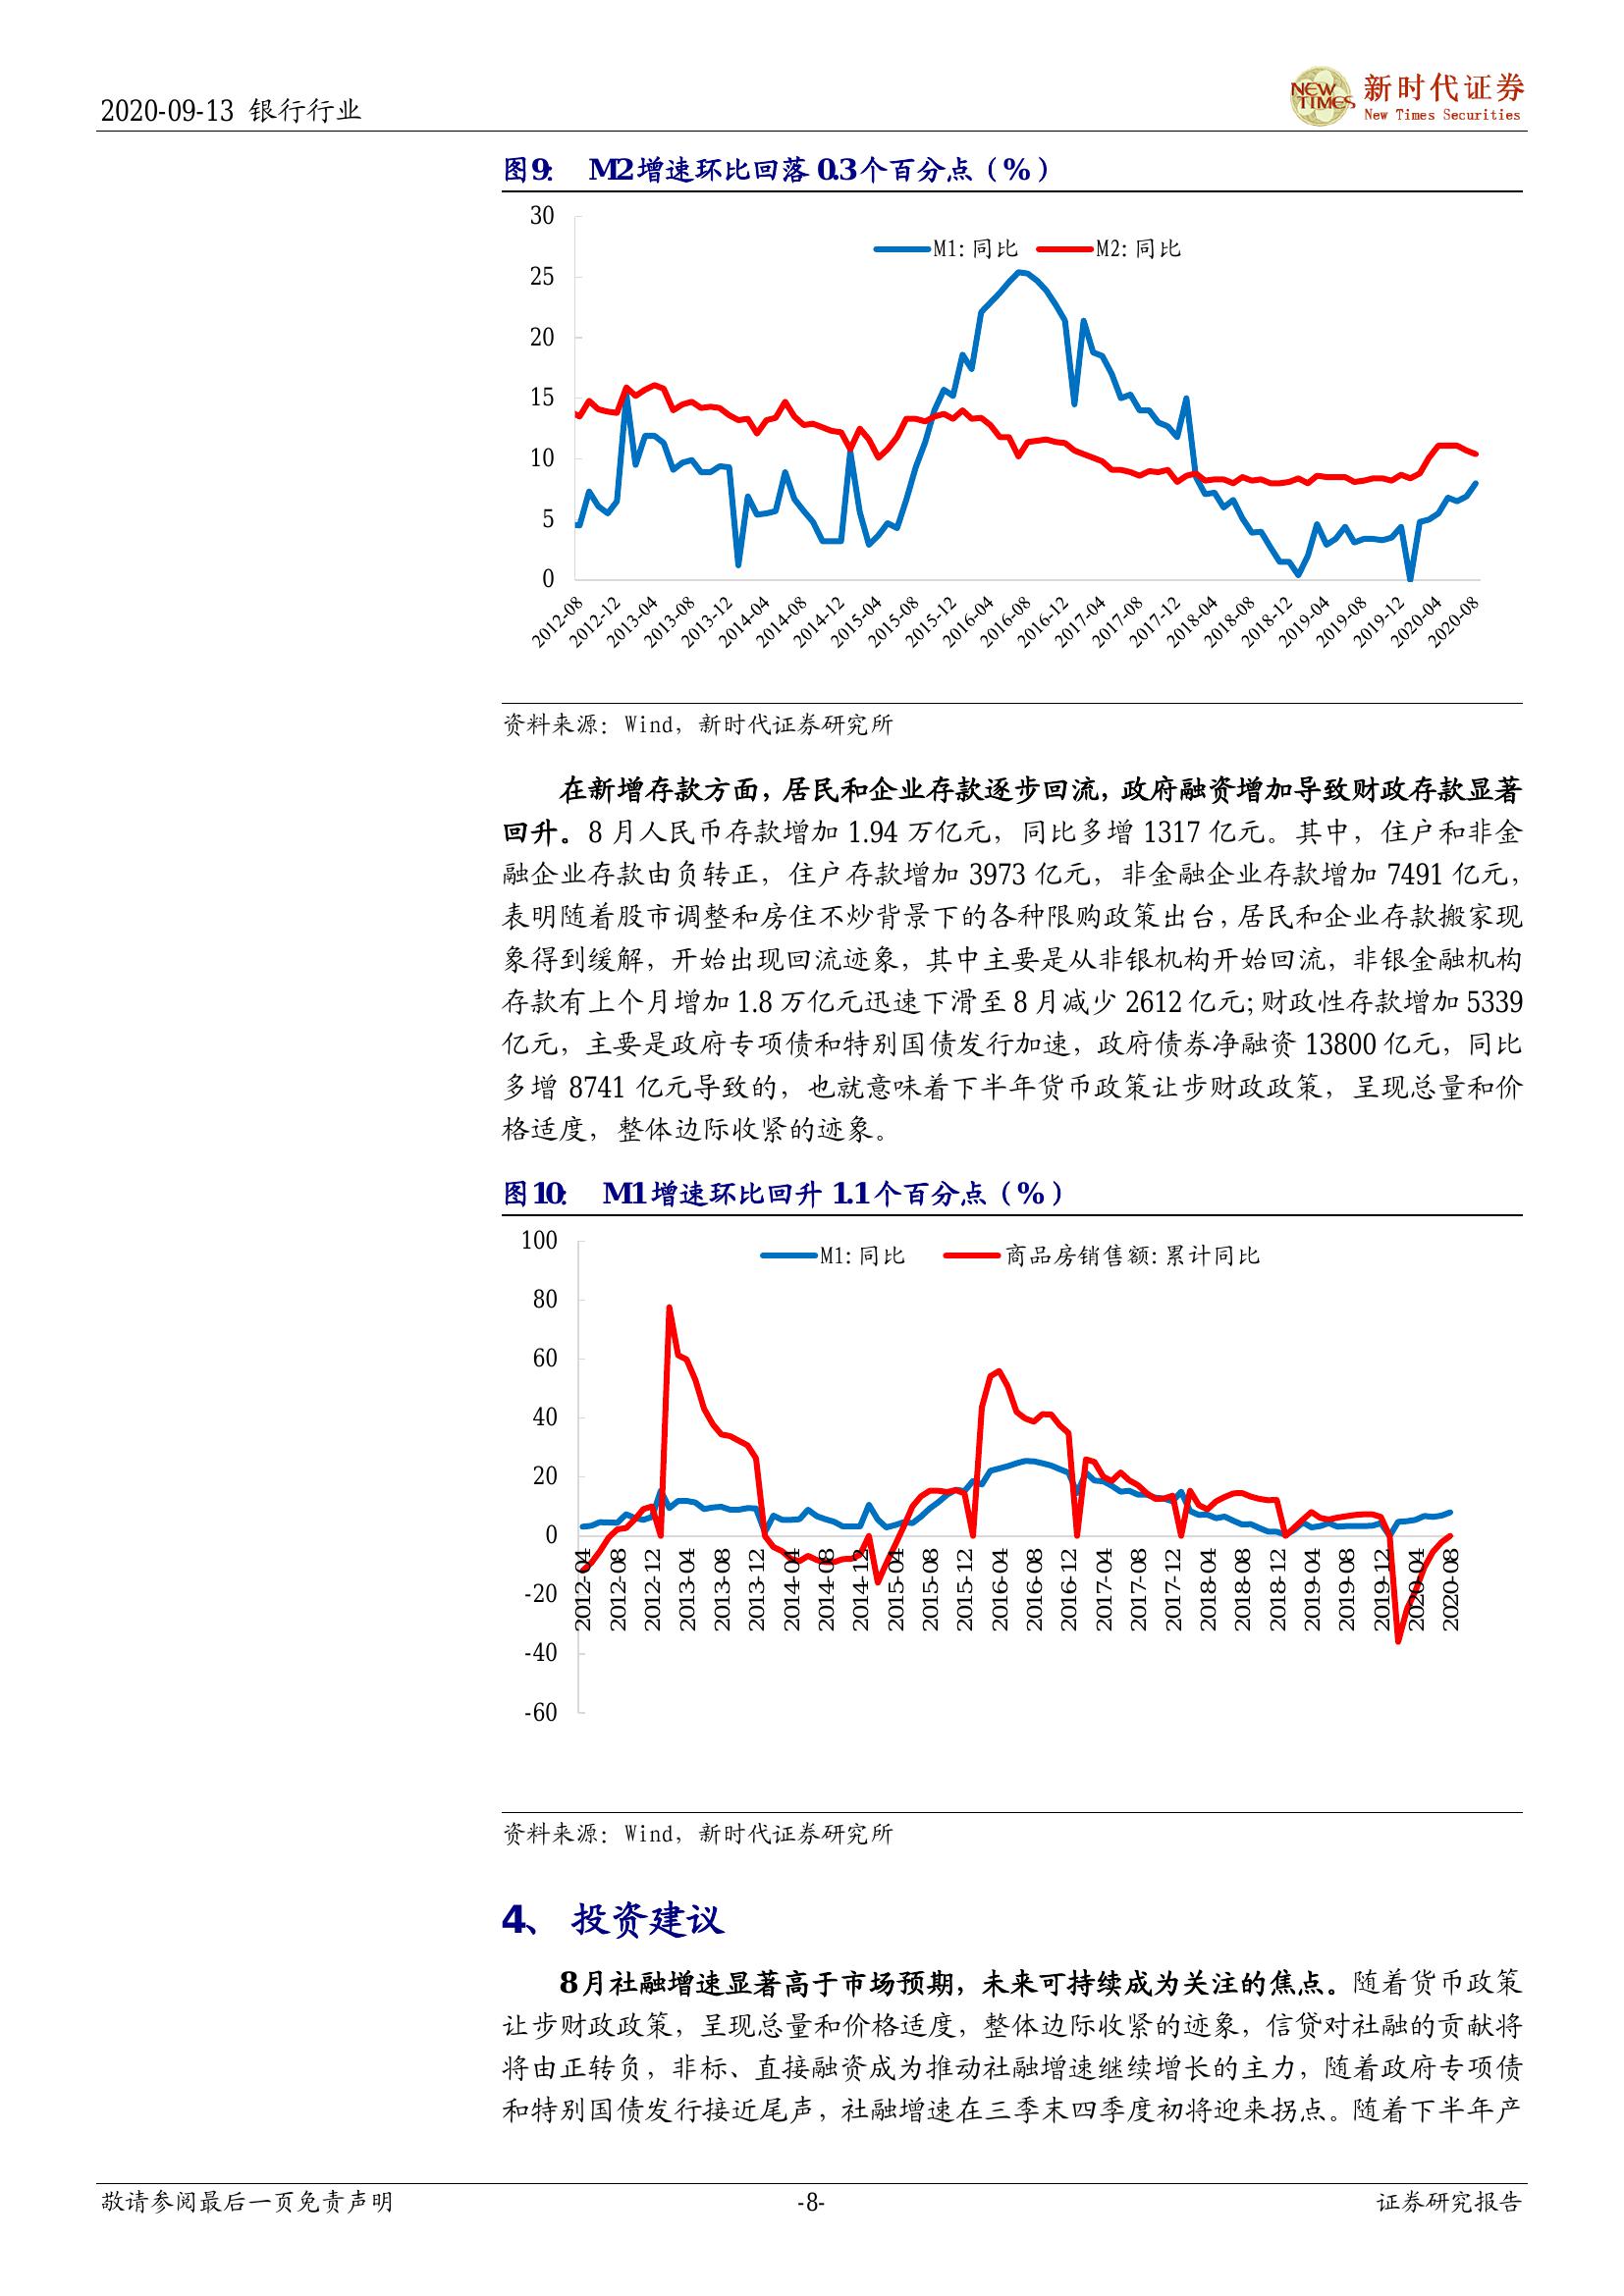 2020-09-13 银行行业
NEW TIMES 新时代证券
New Times Securities
图9: M2增速环比回落 0.3个百分点（%）
30
25
20
15
10
5
0
M1:同比 M2:同比
2012-08 2012-12 2013-04 2013-08 2013-12 2014-04 2014-08 2014-12 2015-04 2015-08 2015-12 2016-04 2016-08 2016-12 2017-04 2017-08 2017-12 2018-04 2018-08 2018-12 2019-04 2019-08 2019-12 2020-04 2020-08
资料来源：Wind，新时代证券研究所
在新增存款方面，居民和企业存款逐步回流，政府融资增加导致财政存款显著
回升。8 月人民币存款增加 1.94 万亿元，同比多增 1317 亿元。其中，住户和非金
融企业存款由负转正，住户存款增加 3973 亿元，非金融企业存款增加 7491 亿元，
表明随着股市调整和房住不炒背景下的各种限购政策出台，居民和企业存款搬家现
象得到缓解，开始出现回流迹象，其中主要是从非银机构开始回流，非银金融机构
存款有上个月增加 1.8 万亿元迅速下滑至 8 月减少 2612 亿元；财政性存款增加 5339
亿元，主要是政府专项债和特别国债发行加速，政府债券净融资 13800 亿元，同比
多增 8741 亿元导致的，也就意味着下半年货币政策让步财政政策，呈现总量和价
格适度，整体边际收紧的迹象。
图10: M1增速环比回升 1.1个百分点（%）
100
80
60
40
20
0
-20
-40
-60
M1:同比 商品房销售额:累计同比
2012-04 2012-08 2012-12 2013-04 2013-08 2013-12 2014-04 2014-08 2014-12 2015-04 2015-08 2015-12 2016-04 2016-08 2016-12 2017-04 2017-08 2017-12 2018-04 2018-08 2018-12 2019-04 2019-08 2019-12 2020-04 2020-08
资料来源：Wind，新时代证券研究所
4、 投资建议
8月社融增速显著高于市场预期，未来可持续成为关注的焦点。随着货币政策
让步财政政策，呈现总量和价格适度，整体边际收紧的迹象，信贷对社融的贡献将
将由正转负，非标、直接融资成为推动社融增速继续增长的主力，随着政府专项债
和特别国债发行接近尾声，社融增速在三季末四季度初将迎来拐点。随着下半年产
敬请参阅最后一页免责声明 -8- 证券研究报告